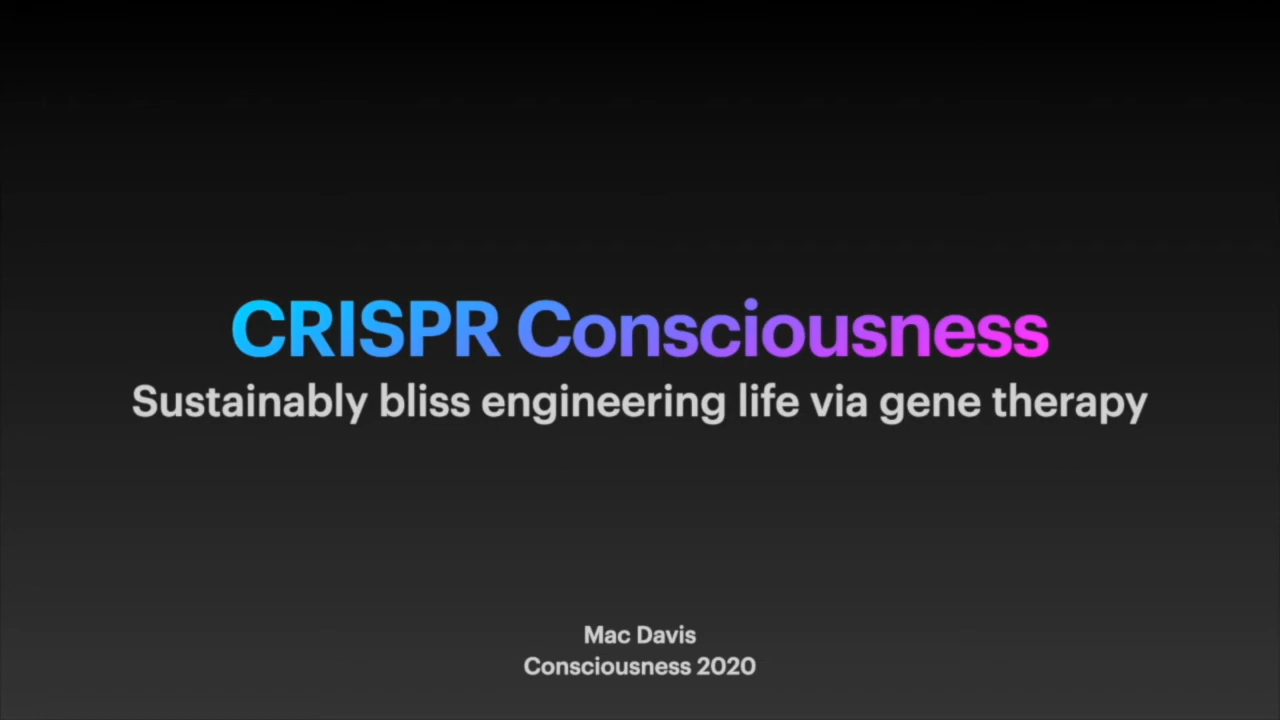 CRISPR Consciousness
Sustainably bliss engineering life via gene therapy
Mac Davis
Consciousness 2020